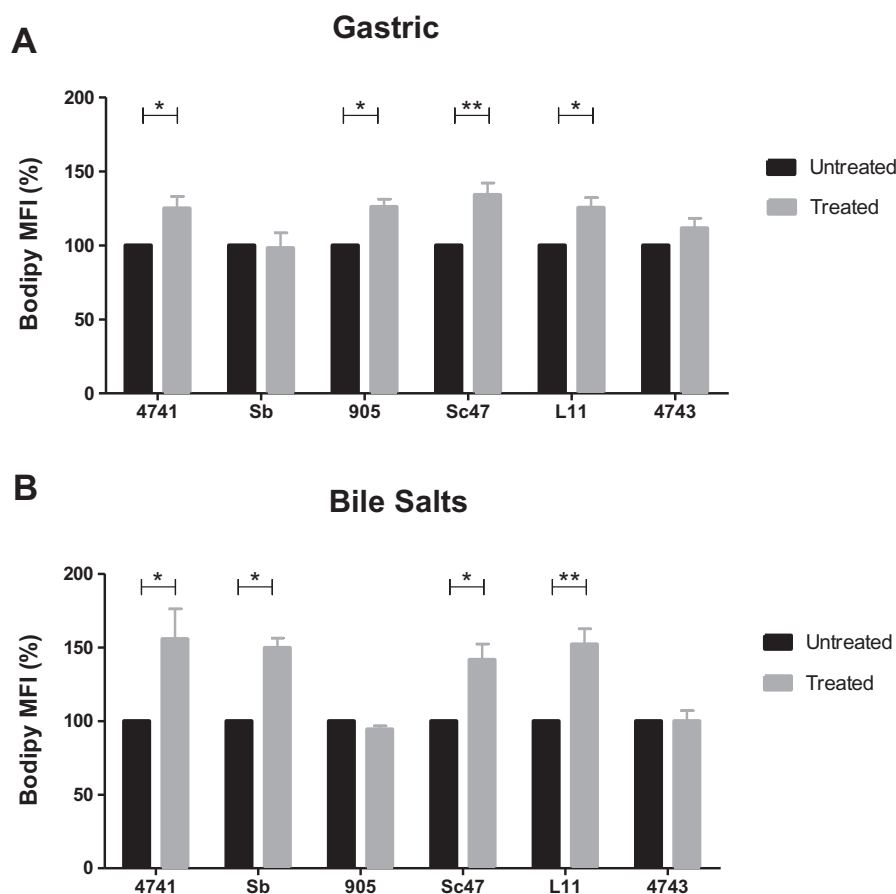 A
Gastric
Bodipy MFI (%)
200
150
100
50
0
* * ** *
4741 Sb 905 Sc47 L11 4743
Untreated
Treated
B
Bile Salts
Bodipy MFI (%)
200
150
100
50
0
* * * **
4741 Sb 905 Sc47 L11 4743
Untreated
Treated